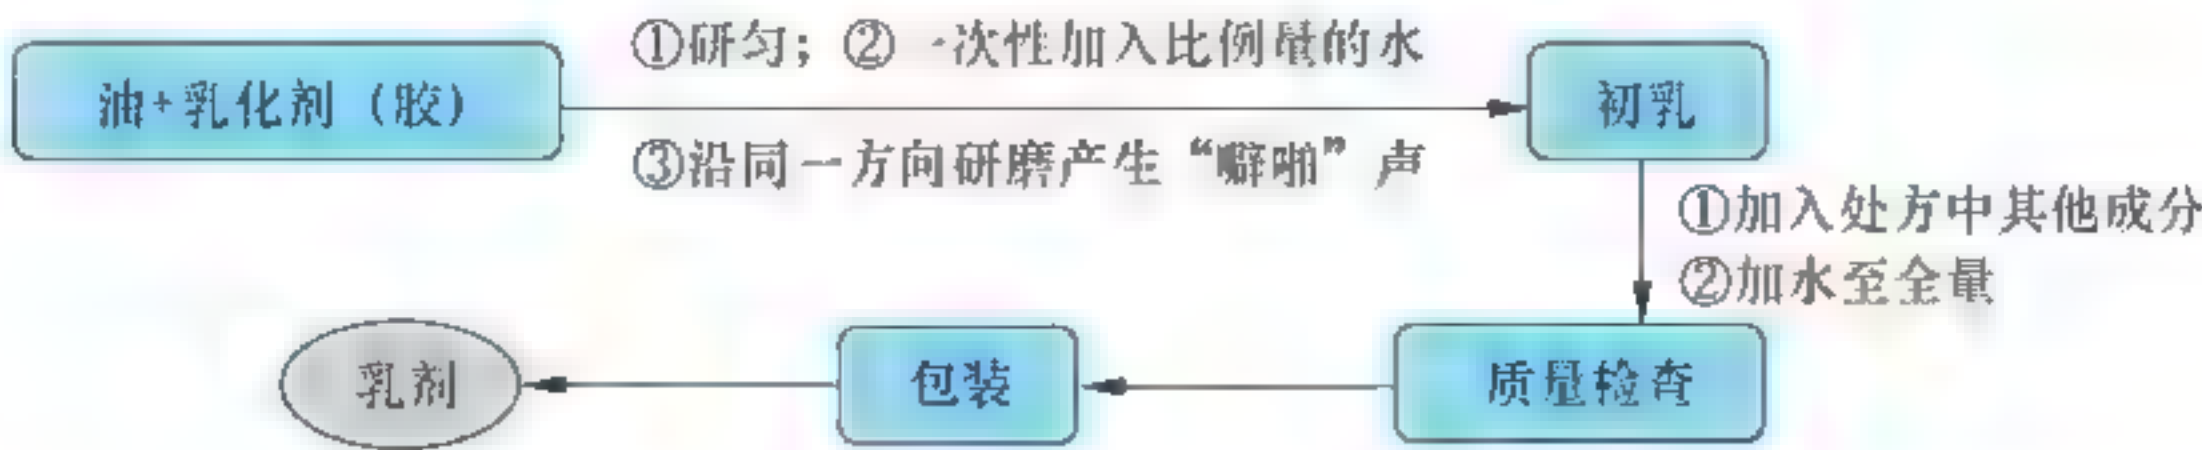 ①研匀；②一次性加入比例量的水
油+乳化剂（胶）
初乳
③沿同一方向研磨产生“噼啪”声
①加入处方中其他成分
②加水至全量
乳剂
包装
质量检查